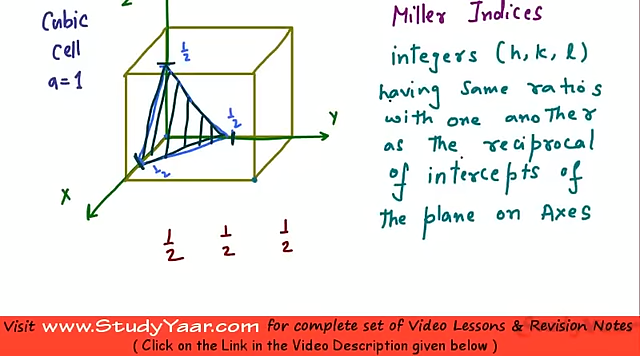 Z
Cubic
Cell
a=1
1/2
1/2
1/2
Y
X
1/2 1/2 1/2
Miller Indices
integers (h, k, l)
having same ratios
with one another
as the reciprocal
of intercepts of
the plane on Axes
Visit www.StudyYaar.com for complete set of Video Lessons & Revision Notes
( Click on the Link in the Video Description given below )